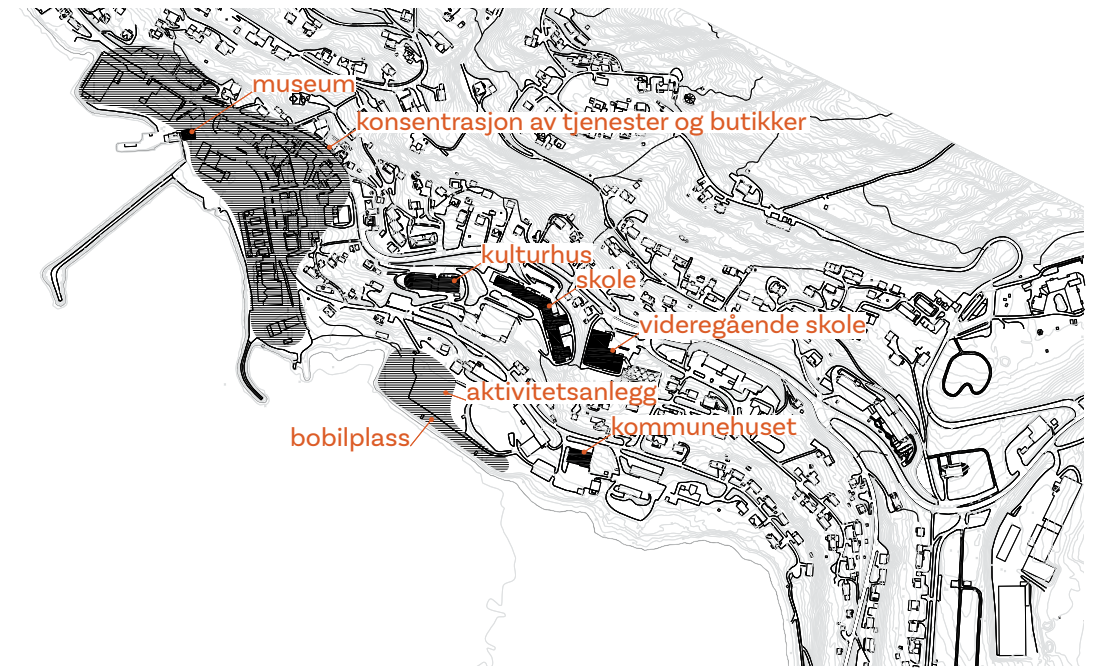 museum
konsentrasjon av tjenester og butikker
kulturhus
skole
videregående skole
aktivitetsanlegg
kommunehuset
bobilplass